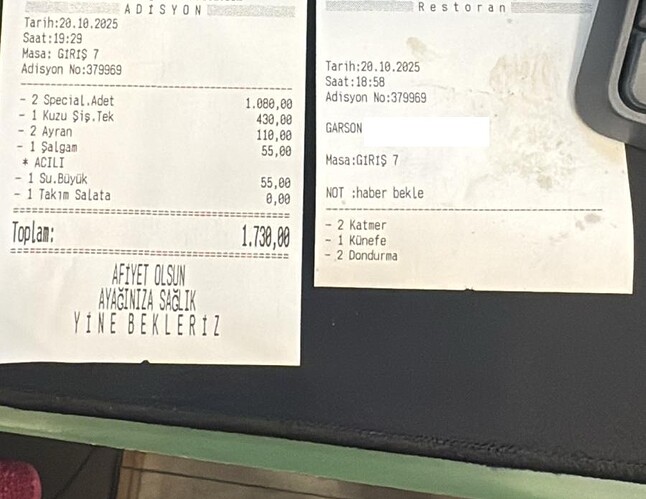 ADİSYON
Tarih:20.10.2025
Saat:19:29
Masa: GIRIŞ 7
Adisyon No:379969
- 2 Special.Adet 1.080,00
- 1 Kuzu Şiş.Tek 430,00
- 2 Ayran 110,00
- 1 Şalgam 55,00
* ACILI
- 1 Su.Büyük 55,00
- 1 Takım Salata 0,00
Toplam: 1.730,00
AFİYET OLSUN
AYAĞINIZA SAĞLIK
YİNE BEKLERİZ
Restoran
Tarih:20.10.2025
Saat:18:58
Adisyon No:379969
GARSON
Masa:GIRIŞ 7
NOT :haber bekle
- 2 Katmer
- 1 Künefe
- 2 Dondurma